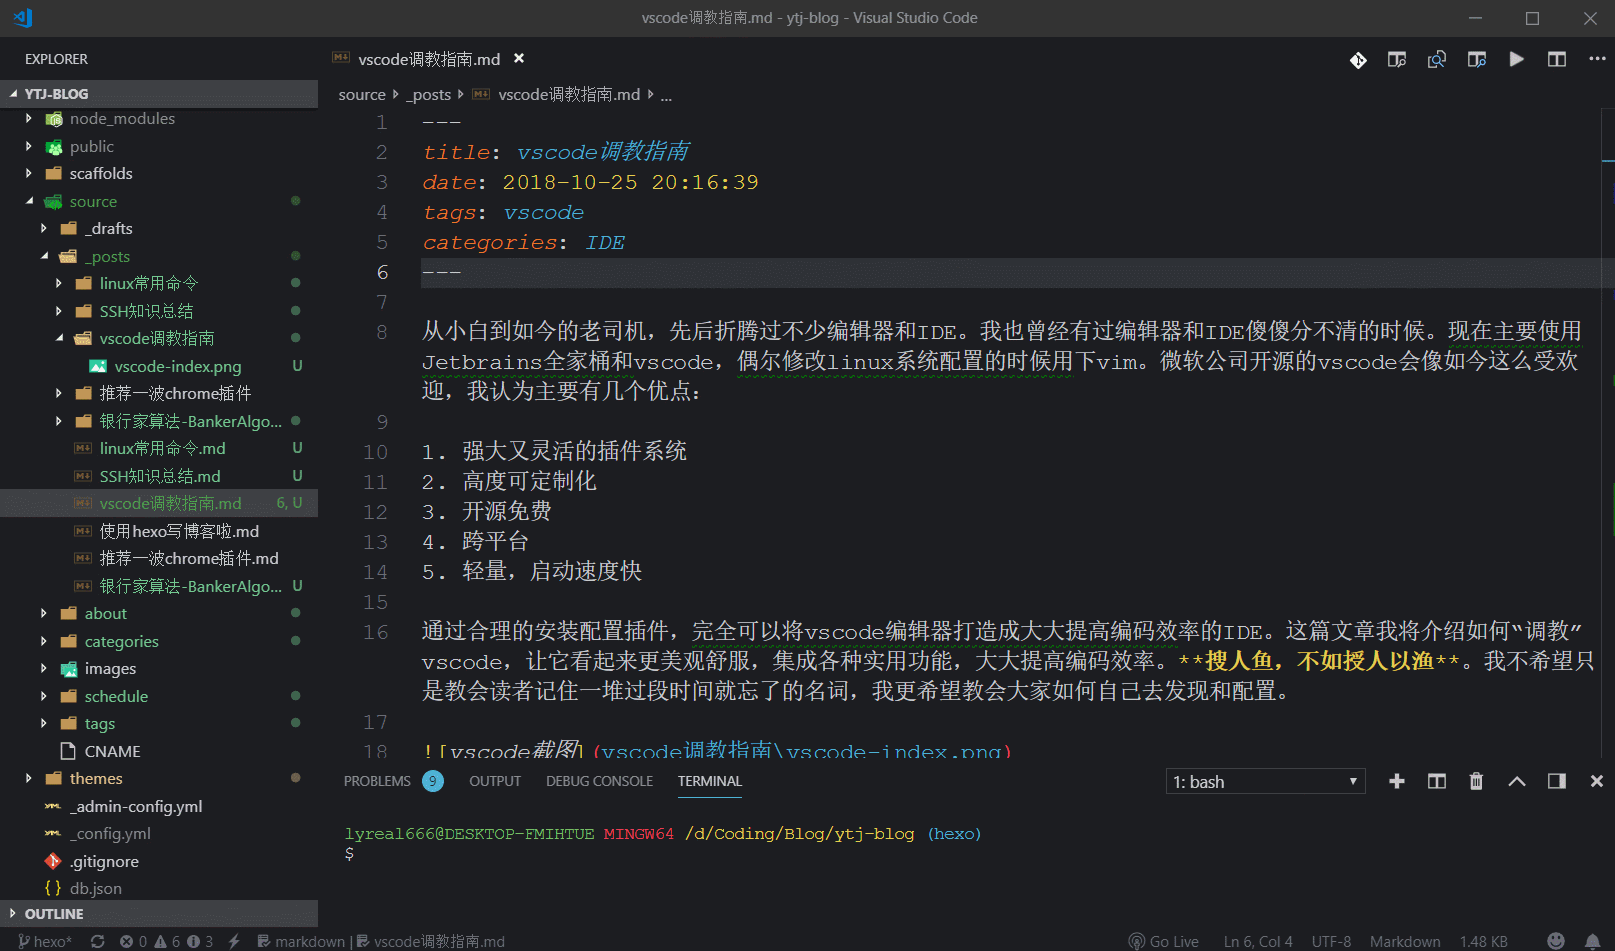 vscode调教指南.md - ytj-blog - Visual Studio Code
EXPLORER
YTJ-BLOG
node_modules
public
scaffolds
source
_drafts
_posts
linux常用命令
SSH知识总结
vscode调教指南
vscode-index.png U
推荐一波chrome插件
银行家算法-BankerAlgo...
linux常用命令.md U
SSH知识总结.md U
vscode调教指南.md 6, U
使用hexo写博客啦.md
推荐一波chrome插件.md
银行家算法-BankerAlgo... U
about
categories
images
schedule
tags
CNAME
themes
_admin-config.yml
_config.yml
.gitignore
db.json
OUTLINE
vscode调教指南.md
source _posts vscode调教指南.md ...
1 ---
2 title: vscode调教指南
3 date: 2018-10-25 20:16:39
4 tags: vscode
5 categories: IDE
6 ---
7
8 从小白到如今的老司机，先后折腾过不少编辑器和IDE。我也曾经有过编辑器和IDE傻傻分不清的时候。现在主要使用
Jetbrains全家桶和vscode，偶尔修改linux系统配置的时候用下vim。微软公司开源的vscode会像如今这么受欢
迎，我认为主要有几个优点：
9
10 1. 强大又灵活的插件系统
11 2. 高度可定制化
12 3. 开源免费
13 4. 跨平台
14 5. 轻量，启动速度快
15
16 通过合理的安装配置插件，完全可以将vscode编辑器打造成大大提高编码效率的IDE。这篇文章我将介绍如何“调教”
vscode，让它看起来更美观舒服，集成各种实用功能，大大提高编码效率。**搜人鱼，不如授人以渔**。我不希望只
是教会读者记住一堆过段时间就忘了的名词，我更希望教会大家如何自己去发现和配置。
17
18 ![vscode截图](vscode调教指南\vscode-index.png)
PROBLEMS 9 OUTPUT DEBUG CONSOLE TERMINAL 1: bash
lyreal666@DESKTOP-FMIHTUE MINGW64 /d/Coding/Blog/ytj-blog (hexo)
$
hexo* 0 6 3 markdown | vscode调教指南.md Go Live Ln 6, Col 4 UTF-8 Markdown 1.48 KB